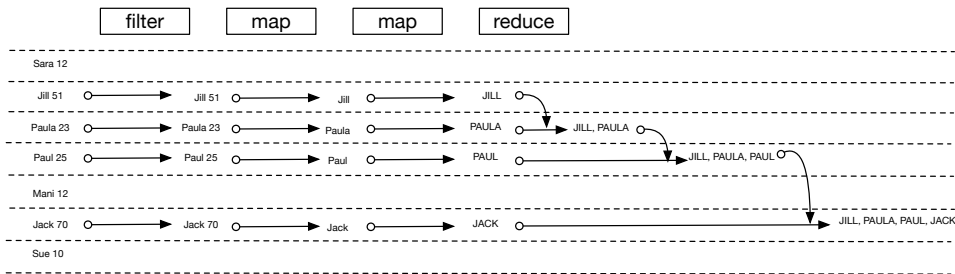 filter map map reduce
Sara 12
Jill 51 Jill 51 Jill JILL
Paula 23 Paula 23 Paula PAULA JILL, PAULA
Paul 25 Paul 25 Paul PAUL JILL, PAULA, PAUL
Mani 12
Jack 70 Jack 70 Jack JACK JILL, PAULA, PAUL, JACK
Sue 10